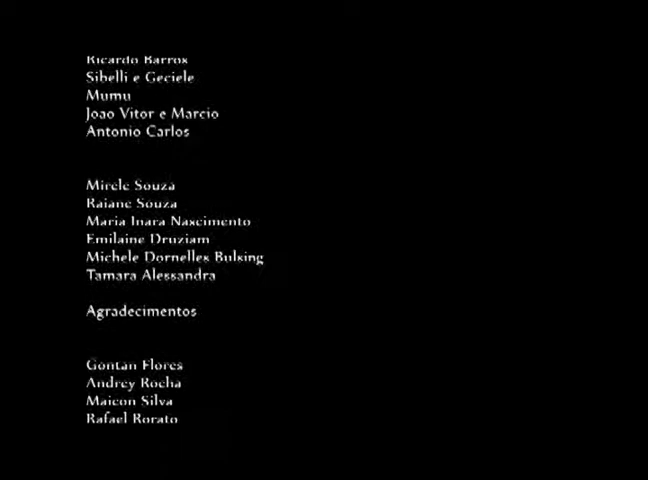 Ricardo Barros
Sibelli e Geciele
Mumu
Joao Vitor e Marcio
Antonio Carlos
Mirele Souza
Raiane Souza
Maria Inara Nascimento
Emilaine Druziam
Michele Dornelles Bulsing
Tamara Alessandra
Agradecimentos
Gontan Flores
Andrey Rocha
Maicon Silva
Rafael Rorato